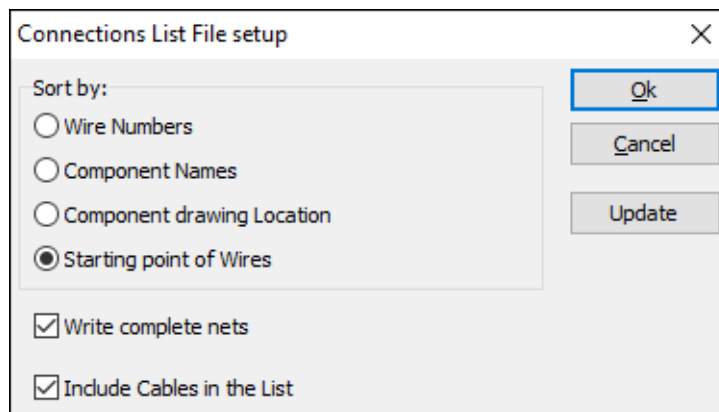 Connections List File setup
Sort by:
Ok
Wire Numbers
Cancel
Component Names
Component drawing Location
Update
Starting point of Wires
Write complete nets
Include Cables in the List